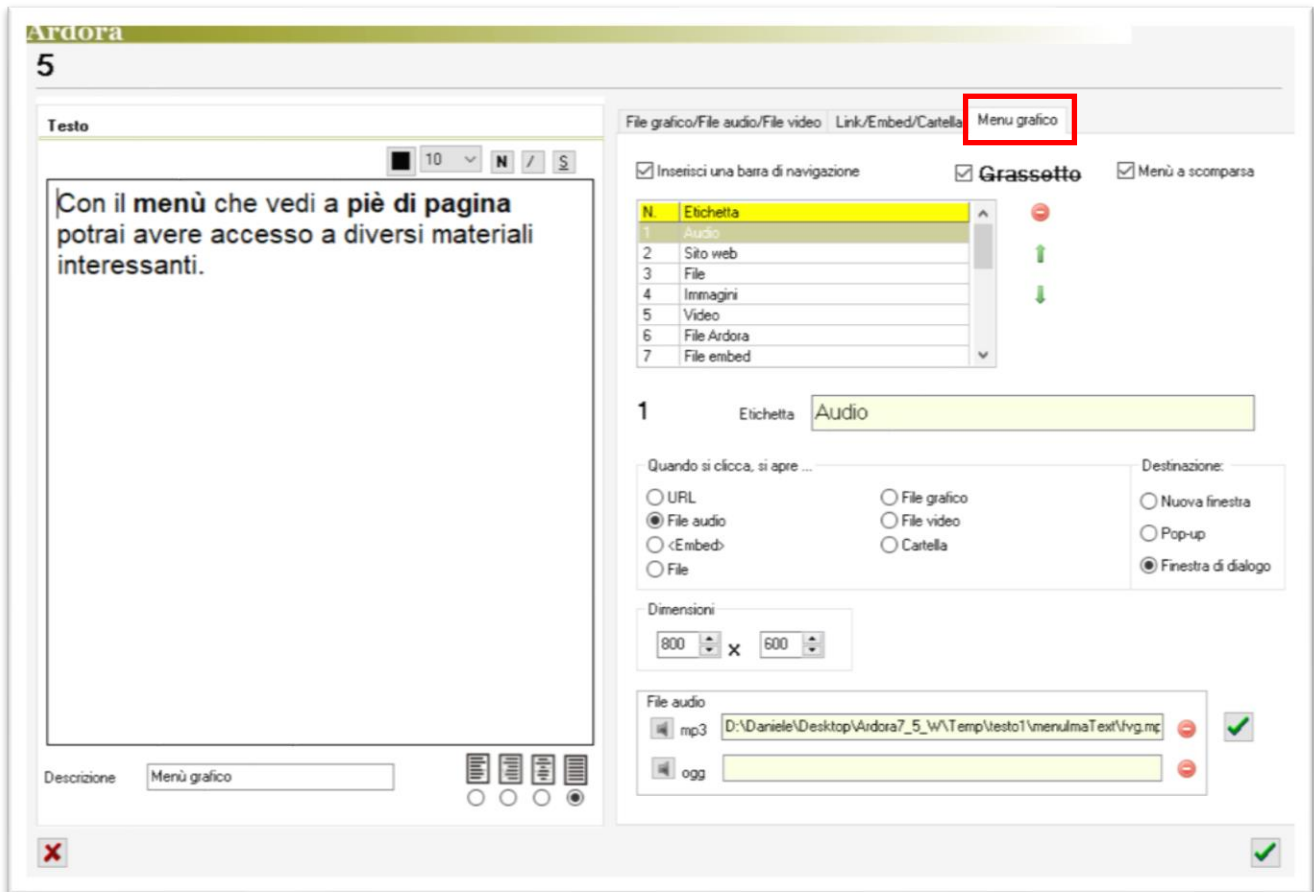 Ardora
5
Testo
10 N / S
Con il menù che vedi a piè di pagina
potrai avere accesso a diversi materiali
interessanti.
Descrizione Menù grafico
File grafico/File audio/File video Link/Embed/Cartella Menu grafico
Inserisci una barra di navigazione Grassetto Menù a scomparsa
N. Etichetta
1 Audio
2 Sito web
3 File
4 Immagini
5 Video
6 File Ardora
7 File embed
1 Etichetta Audio
Quando si clicca, si apre ... Destinazione:
URL File grafico Nuova finestra
File audio File video Pop-up
<Embed> Cartella Finestra di dialogo
File
Dimensioni
800 x 600
File audio
mp3 D:\Daniele\Desktop\Ardora7_5_W\Temp\testo1\menuImaText\fvg.mp
ogg